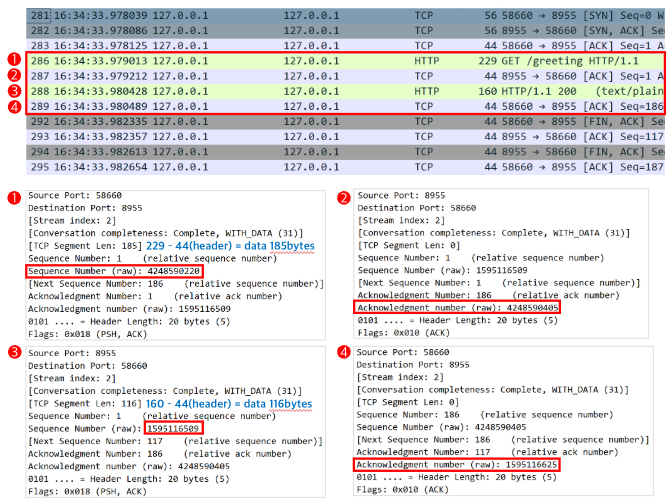 281 16:34:33.978039 127.0.0.1 127.0.0.1 TCP 56 58660 → 8955 [SYN] Seq=0 W
282 16:34:33.978086 127.0.0.1 127.0.0.1 TCP 56 8955 → 58660 [SYN, ACK] Se
283 16:34:33.978125 127.0.0.1 127.0.0.1 TCP 44 58660 → 8955 [ACK] Seq=1 A
1 286 16:34:33.979013 127.0.0.1 127.0.0.1 HTTP 229 GET /greeting HTTP/1.1
2 287 16:34:33.979212 127.0.0.1 127.0.0.1 TCP 44 8955 → 58660 [ACK] Seq=1 A
3 288 16:34:33.980428 127.0.0.1 127.0.0.1 HTTP 160 HTTP/1.1 200 (text/plain
4 289 16:34:33.980489 127.0.0.1 127.0.0.1 TCP 44 58660 → 8955 [ACK] Seq=186
292 16:34:33.982335 127.0.0.1 127.0.0.1 TCP 44 8955 → 58660 [FIN, ACK] Se
293 16:34:33.982357 127.0.0.1 127.0.0.1 TCP 44 58660 → 8955 [ACK] Seq=117
294 16:34:33.982613 127.0.0.1 127.0.0.1 TCP 44 58660 → 8955 [FIN, ACK] Se
295 16:34:33.982654 127.0.0.1 127.0.0.1 TCP 44 8955 → 58660 [ACK] Seq=187
1
Source Port: 58660
Destination Port: 8955
[Stream index: 2]
[Conversation completeness: Complete, WITH_DATA (31)]
[TCP Segment Len: 185] 229 - 44(header) = data 185bytes
Sequence Number: 1 (relative sequence number)
Sequence Number (raw): 4248590220
[Next Sequence Number: 186 (relative sequence number)]
Acknowledgment Number: 1 (relative ack number)
Acknowledgment number (raw): 1595116509
0101 .... = Header Length: 20 bytes (5)
Flags: 0x018 (PSH, ACK)
2
Source Port: 8955
Destination Port: 58660
[Stream index: 2]
[Conversation completeness: Complete, WITH_DATA (31)]
[TCP Segment Len: 0]
Sequence Number: 1 (relative sequence number)
Sequence Number (raw): 1595116509
[Next Sequence Number: 1 (relative sequence number)]
Acknowledgment Number: 186 (relative ack number)
Acknowledgment number (raw): 4248590405
0101 .... = Header Length: 20 bytes (5)
Flags: 0x010 (ACK)
3
Source Port: 8955
Destination Port: 58660
[Stream index: 2]
[Conversation completeness: Complete, WITH_DATA (31)]
[TCP Segment Len: 116] 160 - 44(header) = data 116bytes
Sequence Number: 1 (relative sequence number)
Sequence Number (raw): 1595116509
[Next Sequence Number: 117 (relative sequence number)]
Acknowledgment Number: 186 (relative ack number)
Acknowledgment number (raw): 4248590405
0101 .... = Header Length: 20 bytes (5)
Flags: 0x018 (PSH, ACK)
4
Source Port: 58660
Destination Port: 8955
[Stream index: 2]
[Conversation completeness: Complete, WITH_DATA (31)]
[TCP Segment Len: 0]
Sequence Number: 186 (relative sequence number)
Sequence Number (raw): 4248590405
[Next Sequence Number: 186 (relative sequence number)]
Acknowledgment Number: 117 (relative ack number)
Acknowledgment number (raw): 1595116625
0101 .... = Header Length: 20 bytes (5)
Flags: 0x010 (ACK)